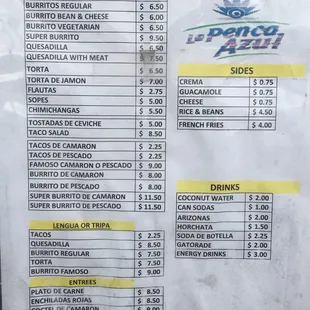 BURRITOS REGULAR $ 6.50
BURRITO BEAN & CHEESE $ 6.00
BURRITO VEGETARIAN $ 6.50
SUPER BURRITO $ 9.50
QUESADILLA $ 6.50
QUESADILLA WITH MEAT $ 7.50
TORTA $ 6.50
TORTA DE JAMON $ 7.00
FLAUTAS $ 2.75
SOPES $ 5.00
CHIMICHANGAS $ 5.50
TOSTADAS DE CEVICHE $ 5.00
TACO SALAD $ 8.50
TACOS DE CAMARON $ 2.25
TACOS DE PESCADO $ 2.25
FAMOSO CAMARON O PESCADO $ 9.00
BURRITO DE CAMARON $ 8.00
BURRITO DE PESCADO $ 8.00
SUPER BURRITO DE CAMARON $ 11.50
SUPER BURRITO DE PESCADO $ 11.50
LENGUA OR TRIPA
TACOS $ 2.25
QUESADILLA $ 8.50
BURRITO REGULAR $ 7.50
TORTA $ 7.50
BURRITO FAMOSO $ 9.00
ENTREES
PLATO DE CARNE $ 8.50
ENCHILADAS ROJAS $ 8.50
La Penca
Azul
SIDES
CREMA $ 0.75
GUACAMOLE $ 0.75
CHEESE $ 0.75
RICE & BEANS $ 4.50
FRENCH FRIES $ 4.00
DRINKS
COCONUT WATER $ 2.00
CAN SODAS $ 1.00
ARIZONAS $ 2.00
HORCHATA $ 1.50
SODA DE BOTELLA $ 2.25
GATORADE $ 2.00
ENERGY DRINKS $ 3.00